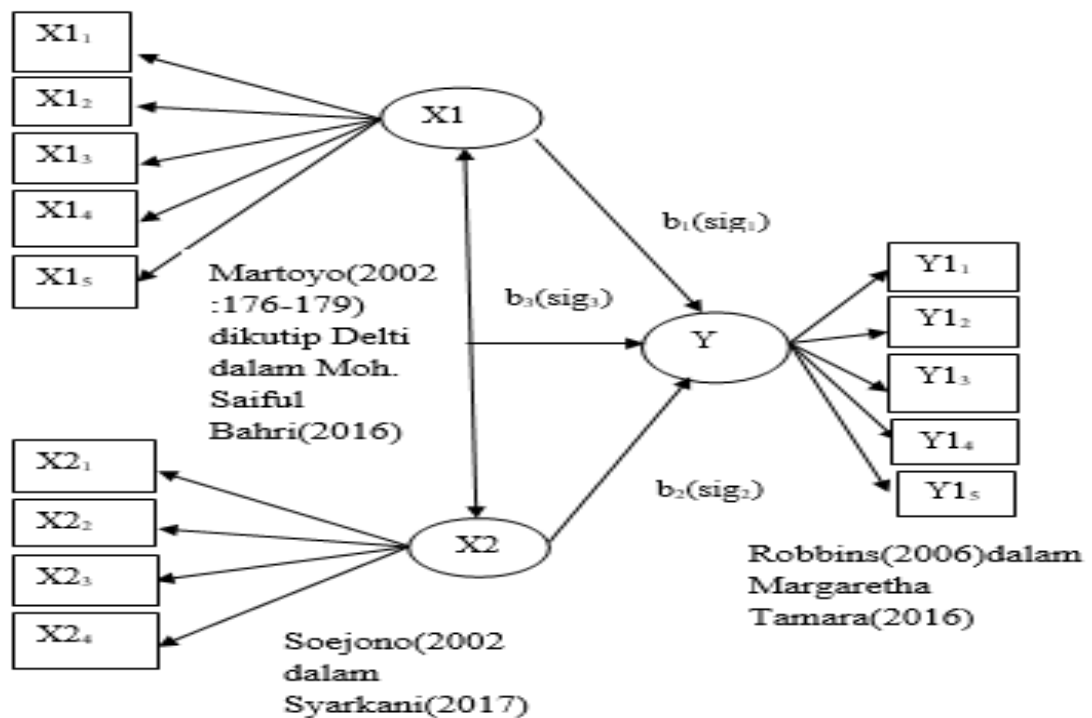 X1₁
X1₂
X1₃
X1₄
X1₅
X1
b₁(sig₁)
Martoyo(2002
:176-179)
dikutip Delti
dalam Moh.
Saiful
Bahri(2016)
b₃(sig₃)
Y
Y1₁
Y1₂
Y1₃
Y1₄
Y1₅
X2₁
X2₂
X2₃
X2₄
X2
b₂(sig₂)
Soejono(2002
dalam
Syarkani(2017)
Robbins(2006)dalam
Margaretha
Tamara(2016)